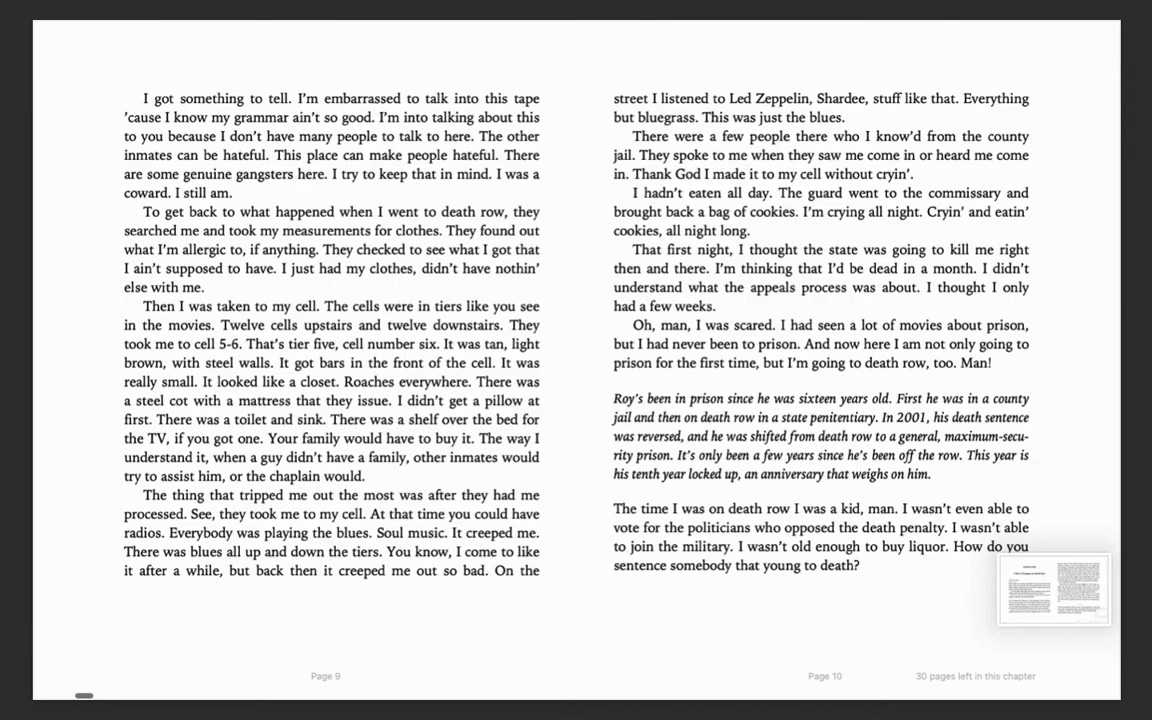 I got something to tell. I’m embarrassed to talk into this tape
’cause I know my grammar ain’t so good. I’m into talking about this
to you because I don’t have many people to talk to here. The other
inmates can be hateful. This place can make people hateful. There
are some genuine gangsters here. I try to keep that in mind. I was a
coward. I still am.
To get back to what happened when I went to death row, they
searched me and took my measurements for clothes. They found out
what I’m allergic to, if anything. They checked to see what I got that
I ain’t supposed to have. I just had my clothes, didn’t have nothin’
else with me.
Then I was taken to my cell. The cells were in tiers like you see
in the movies. Twelve cells upstairs and twelve downstairs. They
took me to cell 5-6. That’s tier five, cell number six. It was tan, light
brown, with steel walls. It got bars in the front of the cell. It was
really small. It looked like a closet. Roaches everywhere. There was
a steel cot with a mattress that they issue. I didn’t get a pillow at
first. There was a toilet and sink. There was a shelf over the bed for
the TV, if you got one. Your family would have to buy it. The way I
understand it, when a guy didn’t have a family, other inmates would
try to assist him, or the chaplain would.
The thing that tripped me out the most was after they had me
processed. See, they took me to my cell. At that time you could have
radios. Everybody was playing the blues. Soul music. It creeped me.
There was blues all up and down the tiers. You know, I come to like
it after a while, but back then it creeped me out so bad. On the
street I listened to Led Zeppelin, Shardee, stuff like that. Everything
but bluegrass. This was just the blues.
There were a few people there who I know’d from the county
jail. They spoke to me when they saw me come in or heard me come
in. Thank God I made it to my cell without cryin’.
I hadn’t eaten all day. The guard went to the commissary and
brought back a bag of cookies. I’m crying all night. Cryin’ and eatin’
cookies, all night long.
That first night, I thought the state was going to kill me right
then and there. I’m thinking that I’d be dead in a month. I didn’t
understand what the appeals process was about. I thought I only
had a few weeks.
Oh, man, I was scared. I had seen a lot of movies about prison,
but I had never been to prison. And now here I am not only going to
prison for the first time, but I’m going to death row, too. Man!
Roy’s been in prison since he was sixteen years old. First he was in a county
jail and then on death row in a state penitentiary. In 2001, his death sentence
was reversed, and he was shifted from death row to a general, maximum-secu-
rity prison. It’s only been a few years since he’s been off the row. This year is
his tenth year locked up, an anniversary that weighs on him.
The time I was on death row I was a kid, man. I wasn’t even able to
vote for the politicians who opposed the death penalty. I wasn’t able
to join the military. I wasn’t old enough to buy liquor. How do you
sentence somebody that young to death?
Page 9
Page 10
30 pages left in this chapter